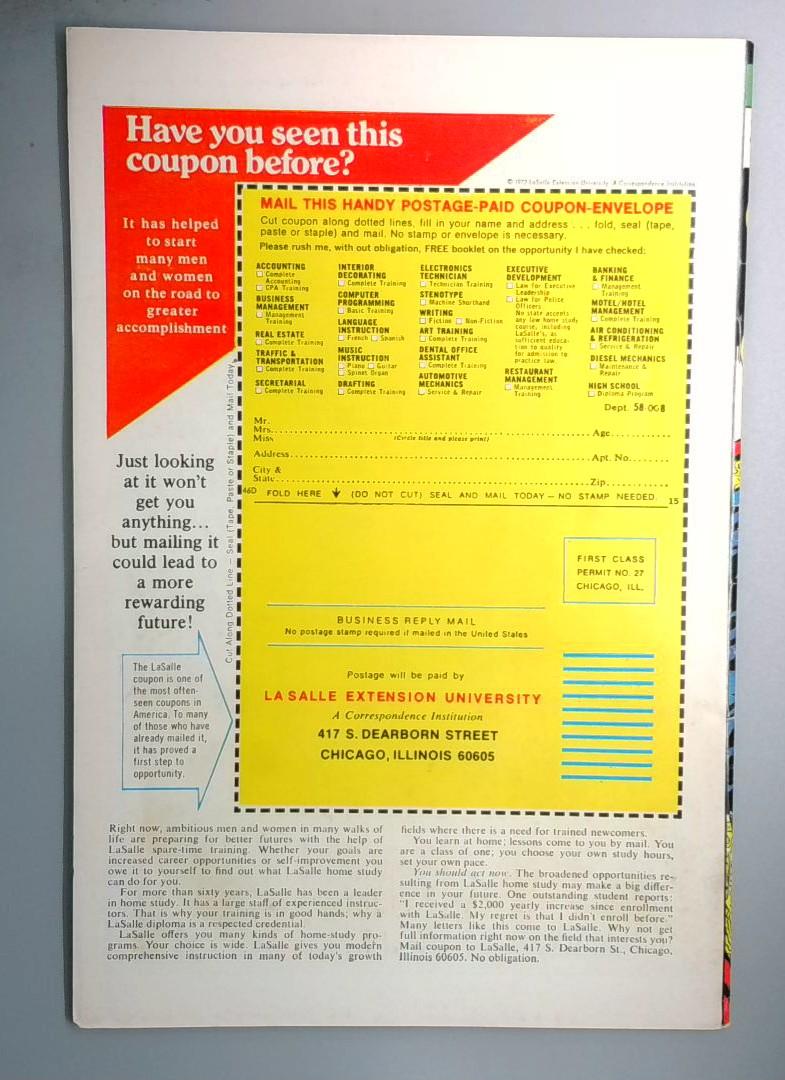 Have you seen this
coupon before?
It has helped
to start
many men
and women
on the road to
greater
accomplishment
Just looking
at it won't
get you
anything...
but mailing it
could lead to
a more
rewarding
future!
The LaSalle
coupon is one of
the most often-
seen coupons in
America. To many
of those who have
already mailed it,
it has proved a
first step to
opportunity.
Cut Along Dotted Line — Seal (Tape, Paste or Staple) and Mail Today
© 1972 LaSalle Extension University, A Correspondence Institution
MAIL THIS HANDY POSTAGE-PAID COUPON-ENVELOPE
Cut coupon along dotted lines, fill in your name and address . . . fold, seal (tape,
paste or staple) and mail. No stamp or envelope is necessary.
Please rush me, with out obligation, FREE booklet on the opportunity I have checked:
ACCOUNTING
Complete
Accounting
CPA Training
BUSINESS
MANAGEMENT
Management
Training
REAL ESTATE
Complete Training
TRAFFIC &
TRANSPORTATION
Complete Training
SECRETARIAL
Complete Training
INTERIOR
DECORATING
Complete Training
COMPUTER
PROGRAMMING
Basic Training
LANGUAGE
INSTRUCTION
French Spanish
MUSIC
INSTRUCTION
Piano Guitar
Spinet Organ
DRAFTING
Complete Training
ELECTRONICS
TECHNICIAN
Technician Training
STENOTYPE
Machine Shorthand
WRITING
Fiction Non-Fiction
ART TRAINING
Complete Training
DENTAL OFFICE
ASSISTANT
Complete Training
AUTOMOTIVE
MECHANICS
Service & Repair
EXECUTIVE
DEVELOPMENT
Law for Executive
Leadership
Law for Police
Officers
No state accepts
any law home study
course, including
LaSalle's, as
sufficient educa-
tion to qualify
for admission to
practice law.
RESTAURANT
MANAGEMENT
Management
Training
BANKING
& FINANCE
Management
Training
MOTEL/HOTEL
MANAGEMENT
Complete Training
AIR CONDITIONING
& REFRIGERATION
Service & Repair
DIESEL MECHANICS
Maintenance &
Repair
HIGH SCHOOL
Diploma Program
Dept. 58-008
Mr.
Mrs. Age
Miss (Circle title and please print)
Address Apt. No.
City &
State Zip
46D FOLD HERE (DO NOT CUT) SEAL AND MAIL TODAY — NO STAMP NEEDED. 15
FIRST CLASS
PERMIT NO. 27
CHICAGO, ILL.
BUSINESS REPLY MAIL
No postage stamp required if mailed in the United States
Postage will be paid by
LA SALLE EXTENSION UNIVERSITY
A Correspondence Institution
417 S. DEARBORN STREET
CHICAGO, ILLINOIS 60605
Right now, ambitious men and women in many walks of
life are preparing for better futures with the help of
LaSalle spare-time training. Whether your goals are
increased career opportunities or self-improvement you
owe it to yourself to find out what LaSalle home study
can do for you.
For more than sixty years, LaSalle has been a leader
in home study. It has a large staff of experienced instruc-
tors. That is why your training is in good hands; why a
LaSalle diploma is a respected credential.
LaSalle offers you many kinds of home-study pro-
grams. Your choice is wide. LaSalle gives you modern
comprehensive instruction in many of today's growth
fields where there is a need for trained newcomers.
You learn at home; lessons come to you by mail. You
are a class of one; you choose your own study hours,
set your own pace.
You should act now. The broadened opportunities re-
sulting from LaSalle home study may make a big differ-
ence in your future. One outstanding student reports:
"I received a $2,000 yearly increase since enrollment
with LaSalle. My regret is that I didn't enroll before."
Many letters like this come to LaSalle. Why not get
full information right now on the field that interests you?
Mail coupon to LaSalle, 417 S. Dearborn St., Chicago,
Illinois 60605. No obligation.